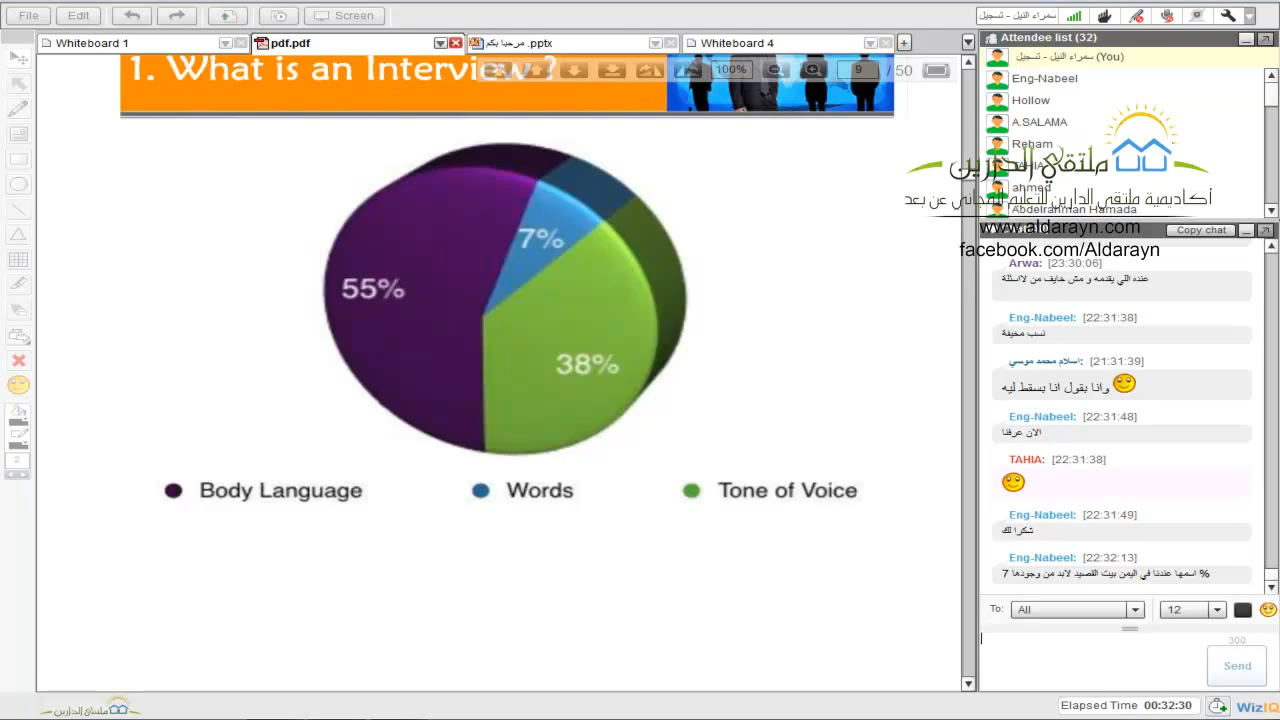 File
Edit
Screen
سمراء النيل - تسجيل
Whiteboard 1
pdf.pdf
مرحبا بكم .pptx
Whiteboard 4
Attendee list (32)
1. What is an Interview ?
100%
9
/ 50
سمراء النيل - تسجيل (You)
Eng-Nabeel
Hollow
A.SALAMA
Reham
TAHIA
ahmed
Abdelrahman Hamada
ملتقي الدارين
أكاديمية ملتقي الدارين للتعليم المجاني عن بعد
www.aldarayn.com
facebook.com/Aldarayn
Copy chat
Arwa: [23:30:06]
عنده اللي يقدمه و مش خايف من لااسئلة
Eng-Nabeel: [22:31:38]
نسب مخيفة
اسلام محمد موسي: [21:31:39]
وانا بقول انا بسقط ليه
Eng-Nabeel: [22:31:48]
الان عرفنا
TAHIA: [22:31:38]
Eng-Nabeel: [22:31:49]
شكرا لك
Eng-Nabeel: [22:32:13]
% اسمها عندنا في اليمن بيت القصيد لابد من وجودها 7
7%
55%
38%
Body Language
Words
Tone of Voice
To:
All
12
300
Send
2
ملتقي الدارين
Elapsed Time 00:32:30
WizIQ